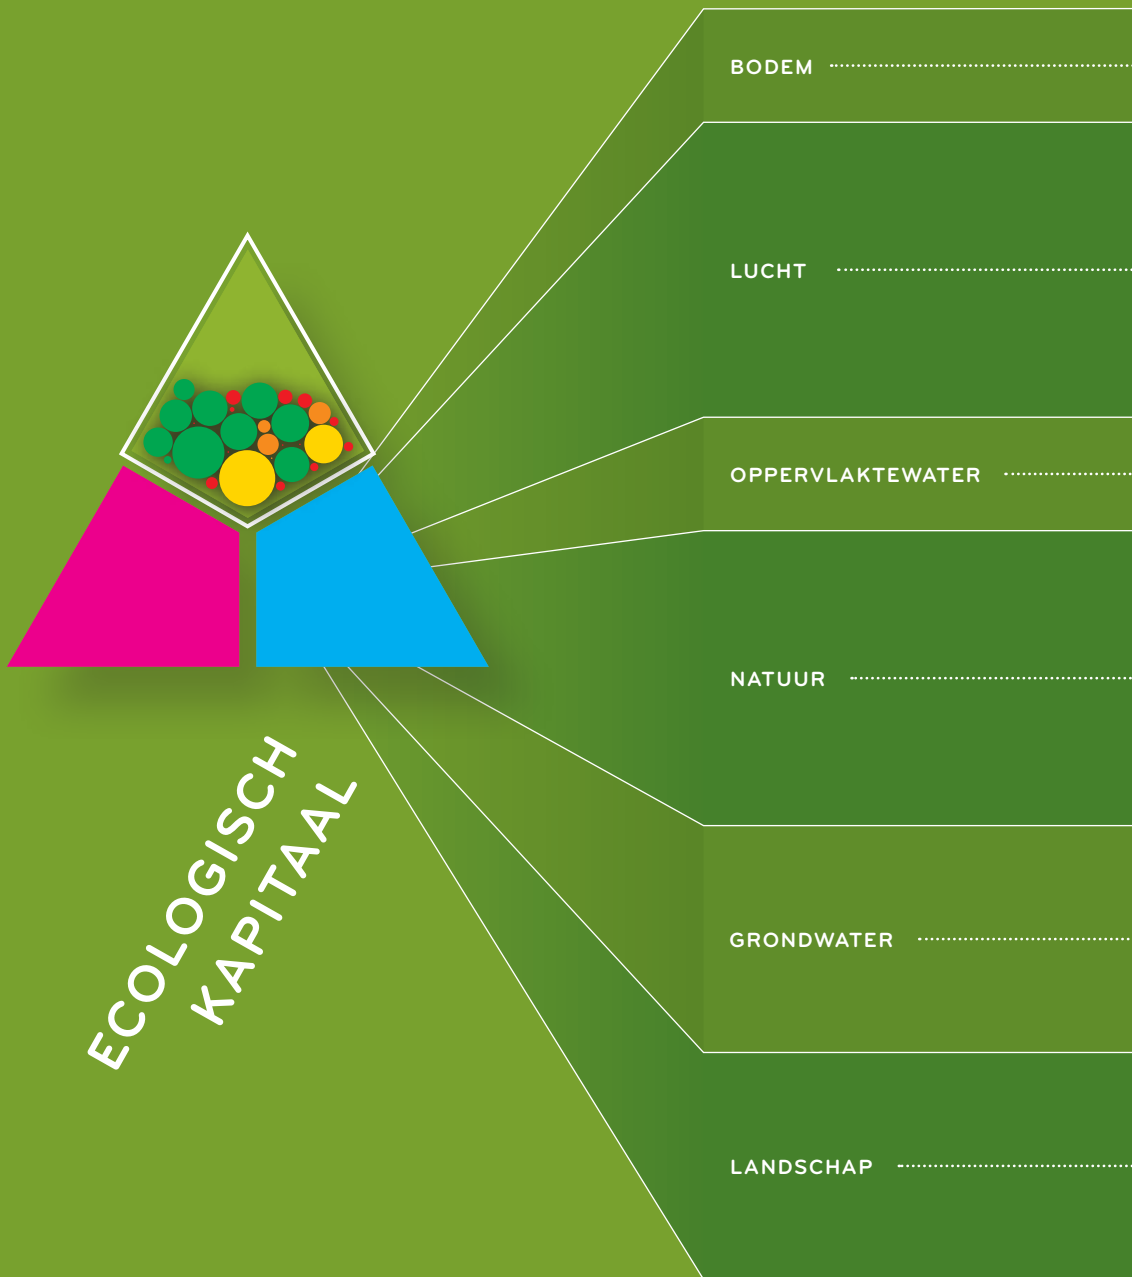 BODEM
LUCHT
OPPERVLAKTEWATER
NATUUR
GRONDWATER
LANDSCHAP
ECOLOGISCH
KAPITAAL